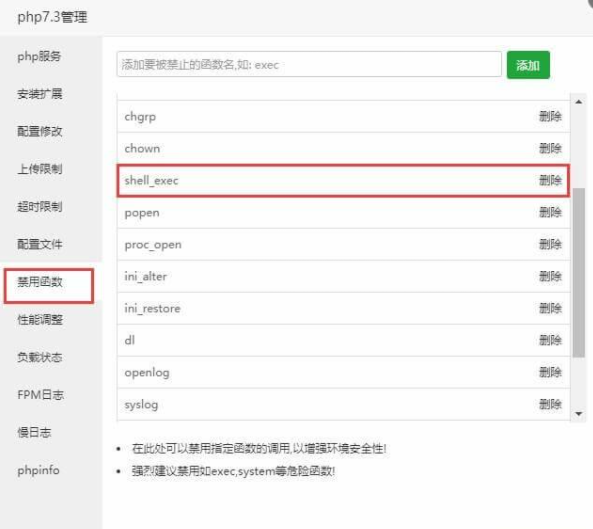 php7.3管理
php服务
安装扩展
配置修改
上传限制
超时限制
配置文件
禁用函数
性能调整
负载状态
FPM日志
慢日志
phpinfo
添加要被禁止的函数名,如: exec
添加
chgrp 删除
chown 删除
shell_exec 删除
popen 删除
proc_open 删除
ini_alter 删除
ini_restore 删除
dl 删除
openlog 删除
syslog 删除
在此处可以禁用指定函数的调用,以增强环境安全性!
强烈建议禁用如exec,system等危险函数!